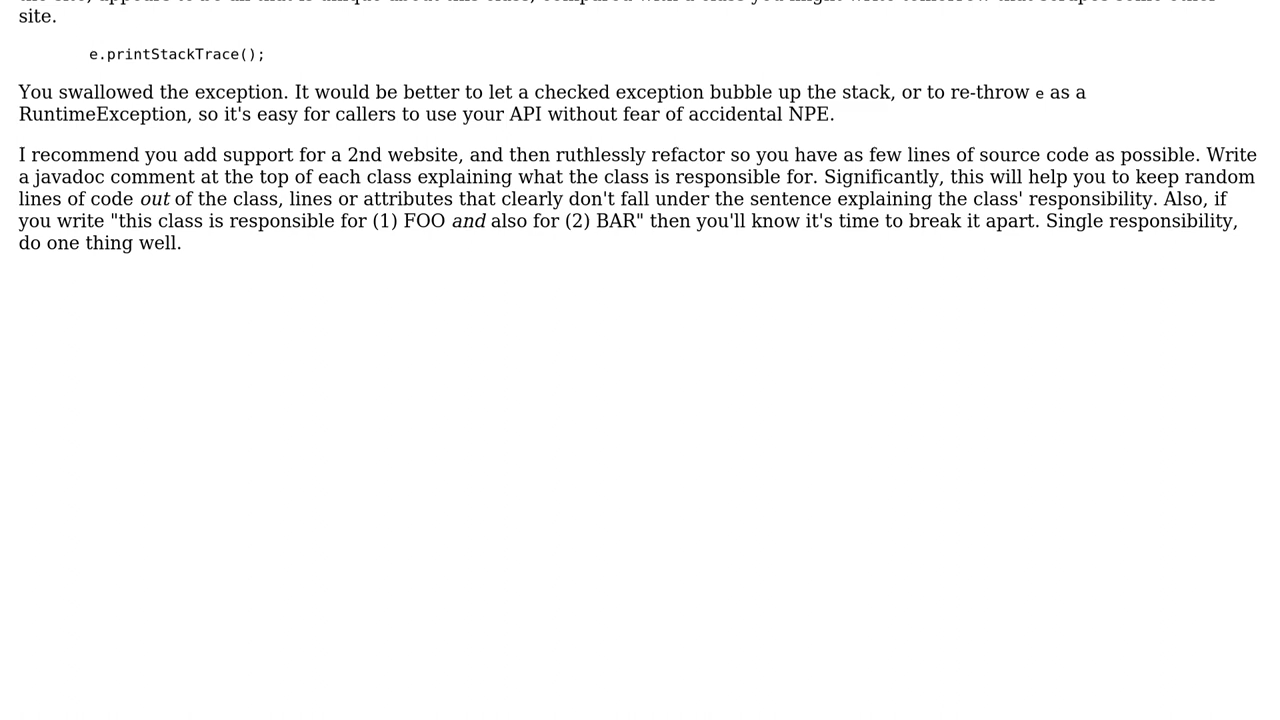 site.
e.printStackTrace();
You swallowed the exception. It would be better to let a checked exception bubble up the stack, or to re-throw e as a
RuntimeException, so it's easy for callers to use your API without fear of accidental NPE.
I recommend you add support for a 2nd website, and then ruthlessly refactor so you have as few lines of source code as possible. Write
a javadoc comment at the top of each class explaining what the class is responsible for. Significantly, this will help you to keep random
lines of code out of the class, lines or attributes that clearly don't fall under the sentence explaining the class' responsibility. Also, if
you write "this class is responsible for (1) FOO and also for (2) BAR" then you'll know it's time to break it apart. Single responsibility,
do one thing well.